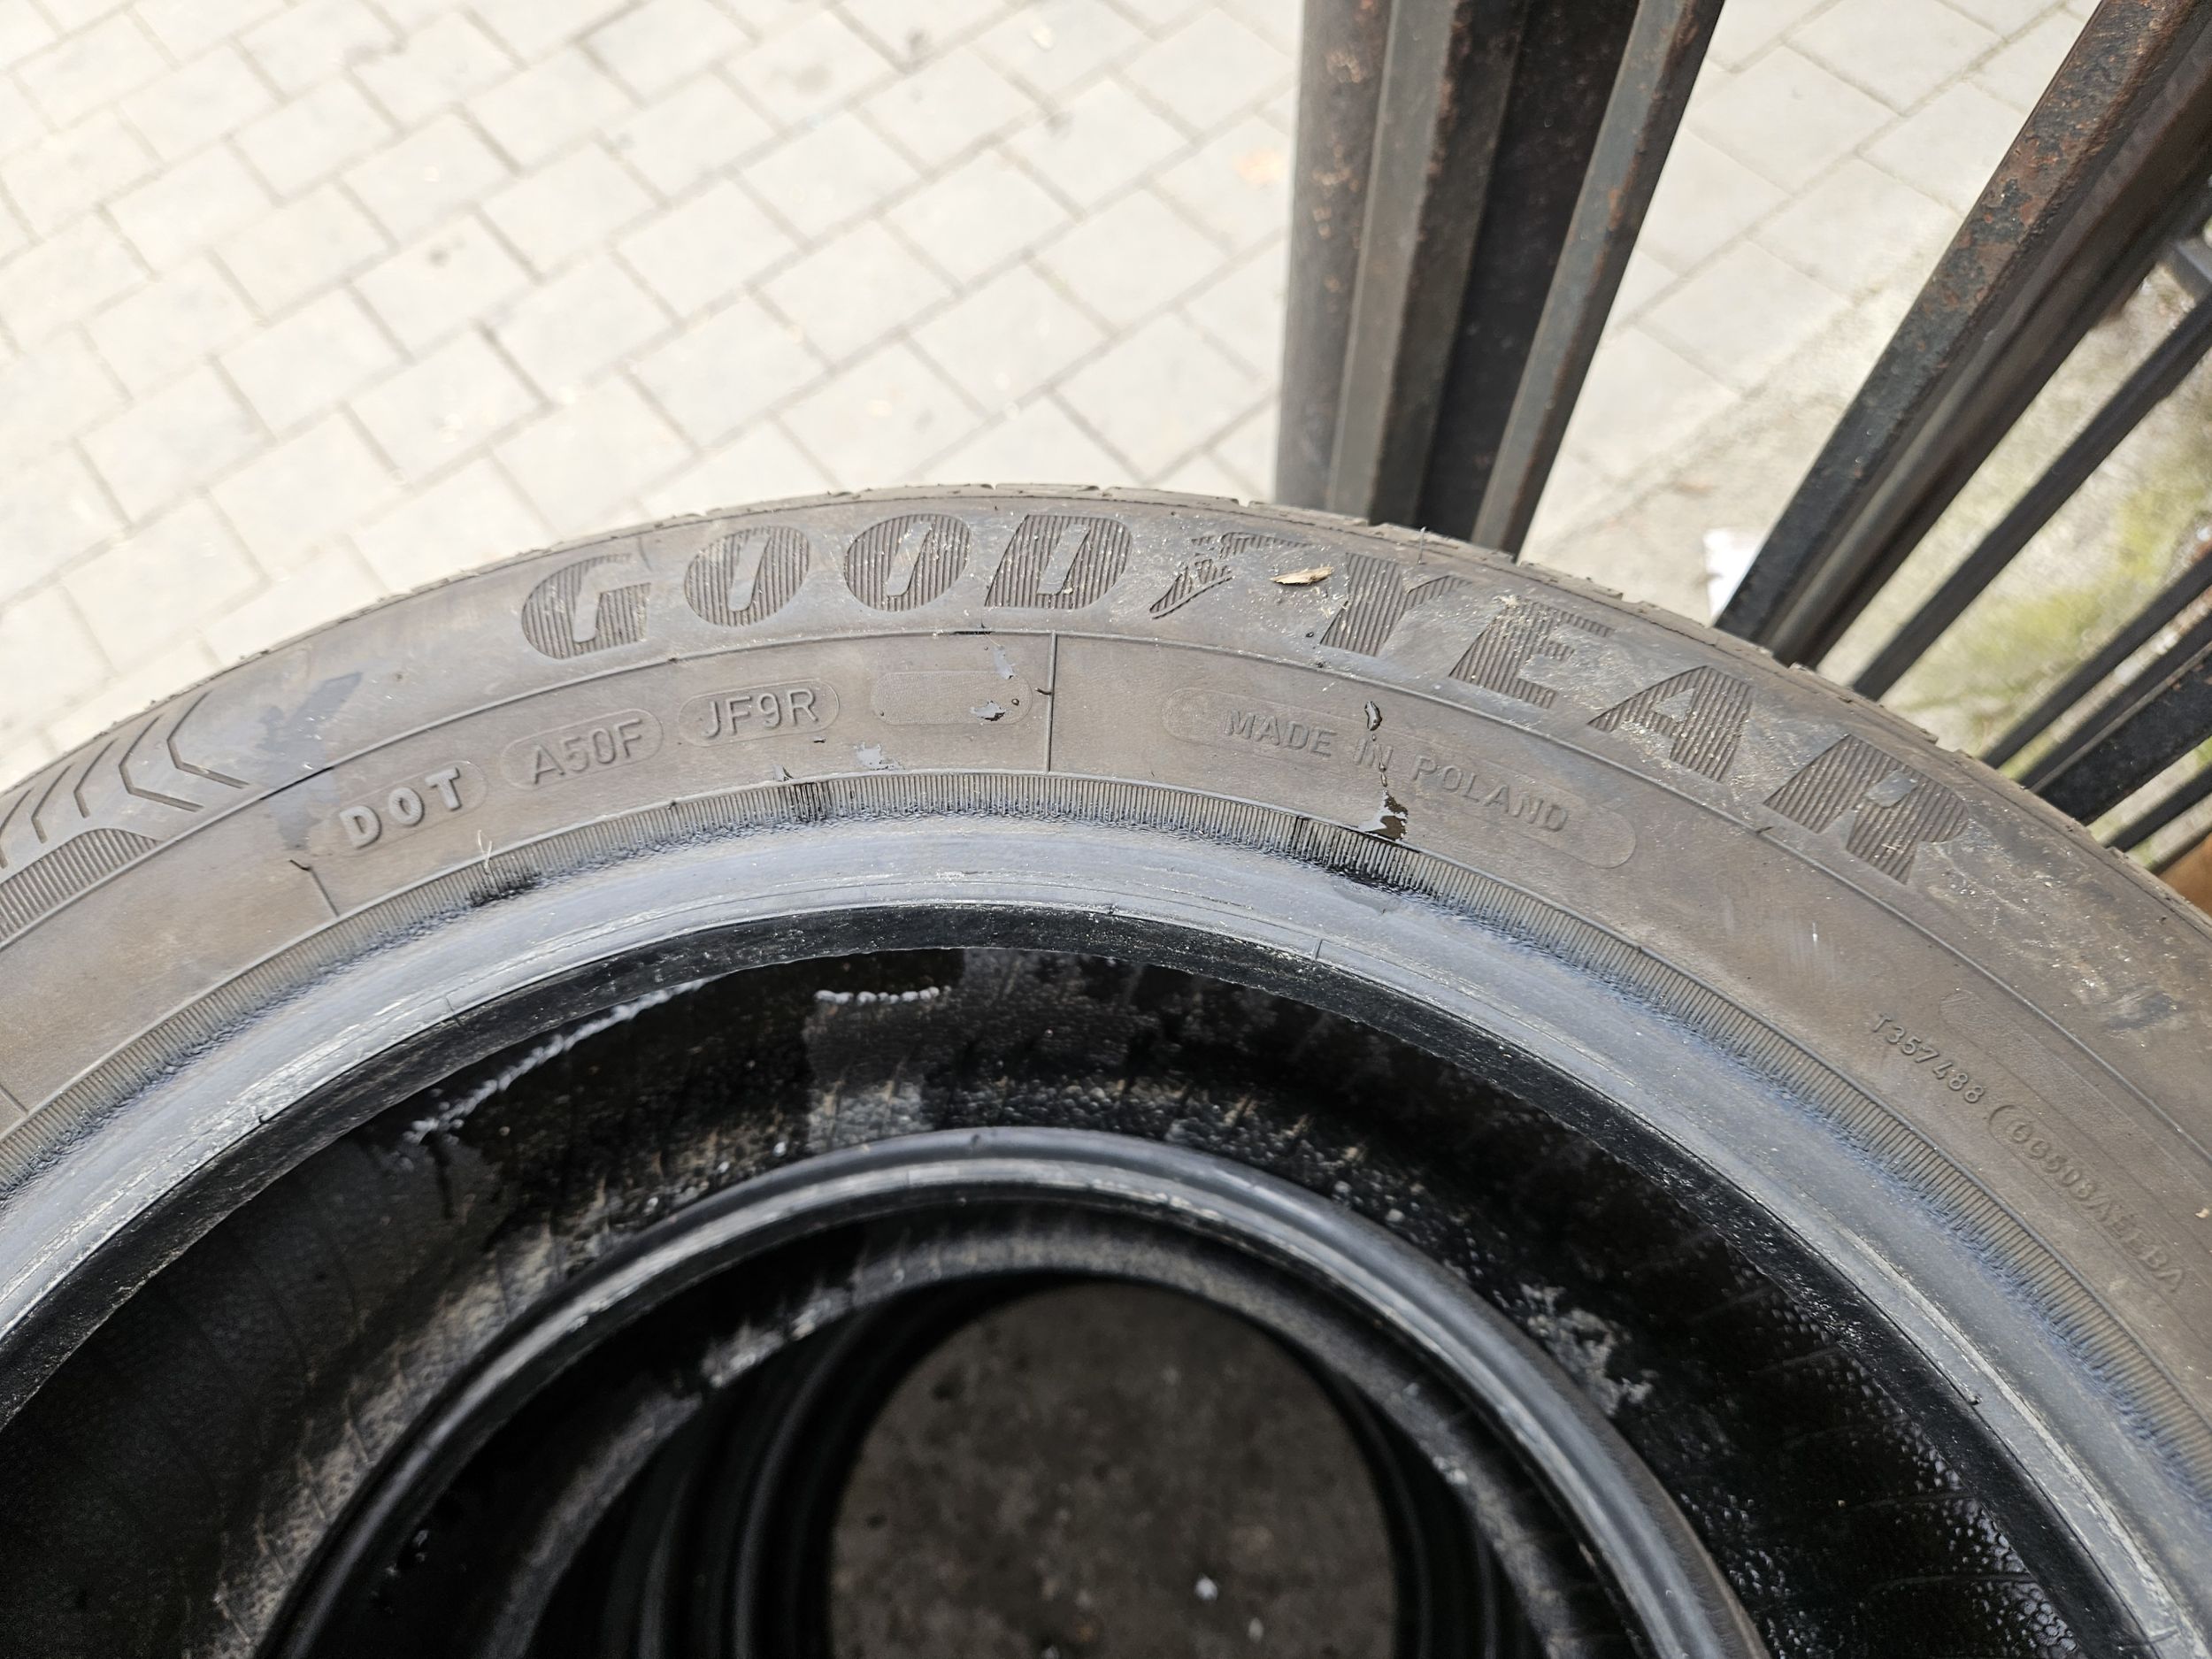 GOODYEAR
DOT A50F JF9R
MADE IN POLAND
T357488